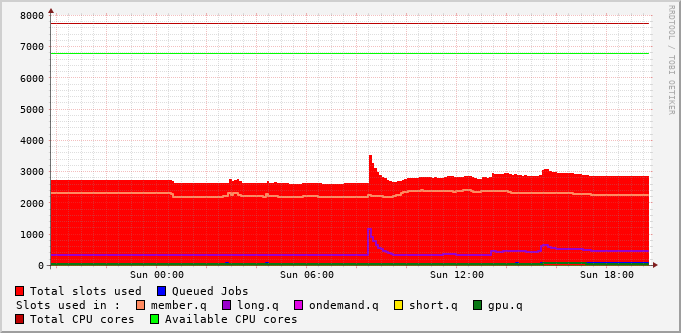 8000
7000
6000
5000
4000
3000
2000
1000
0
Sun 00:00 Sun 06:00 Sun 12:00 Sun 18:00
RRDTOOL / TOBI OETIKER
Total slots used Queued Jobs
Slots used in : member.q long.q ondemand.q short.q gpu.q
Total CPU cores Available CPU cores